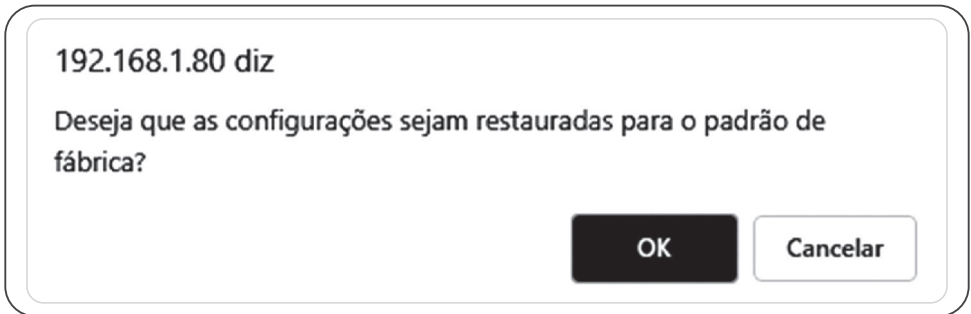 192.168.1.80 diz
Deseja que as configurações sejam restauradas para o padrão de
fábrica?
OK
Cancelar